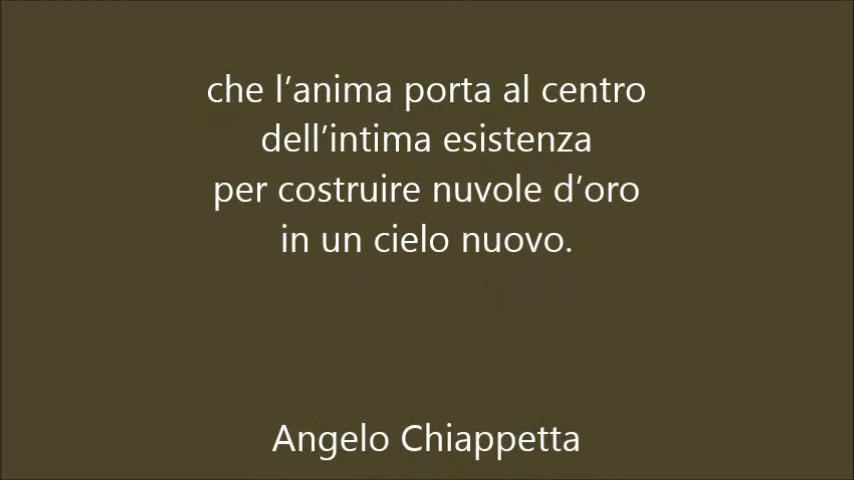 che l’anima porta al centro
dell’intima esistenza
per costruire nuvole d’oro
in un cielo nuovo.
Angelo Chiappetta